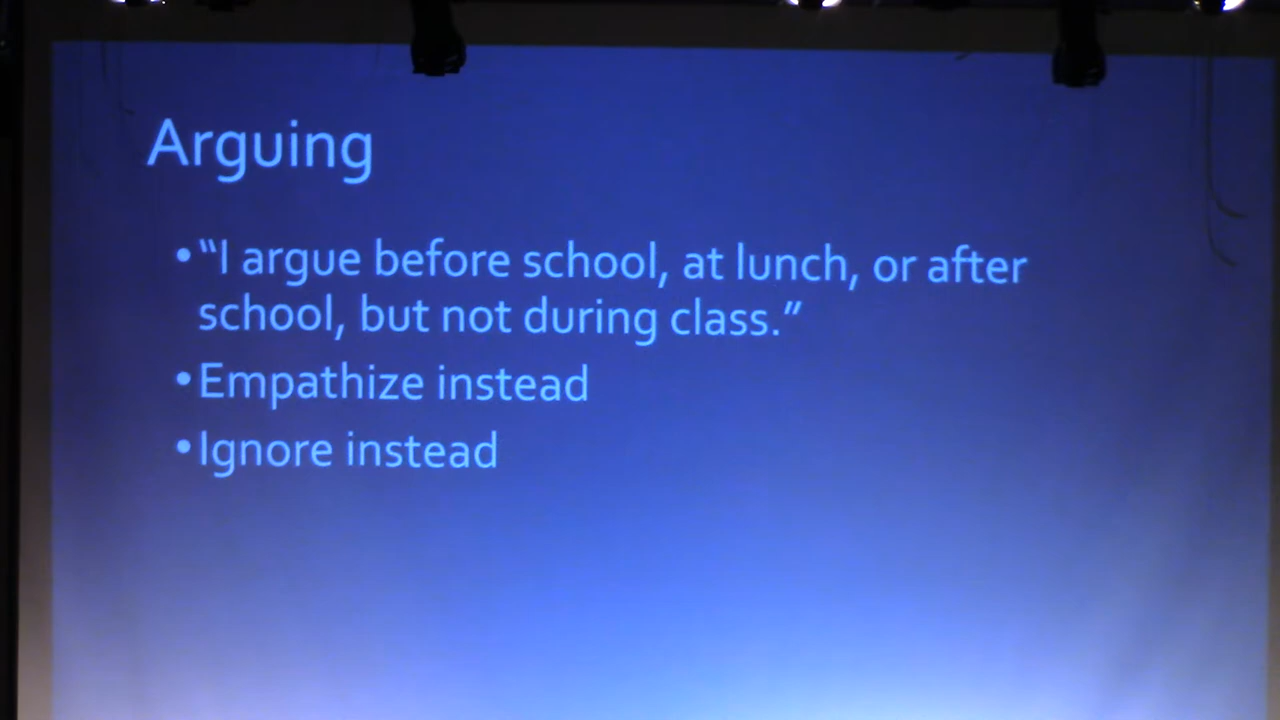 Arguing
• “I argue before school, at lunch, or after
school, but not during class.”
• Empathize instead
• Ignore instead